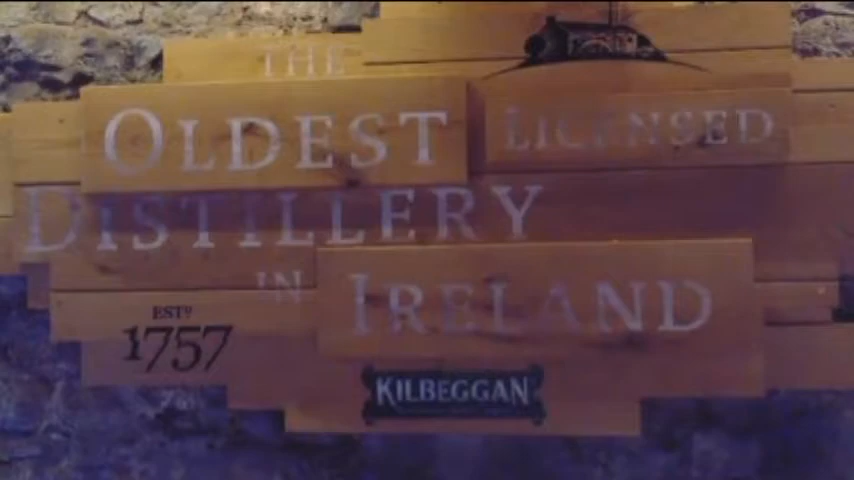 THE
OLDEST LICENSED
DISTILLERY
IN IRELAND
ESTD
1757
KILBEGGAN